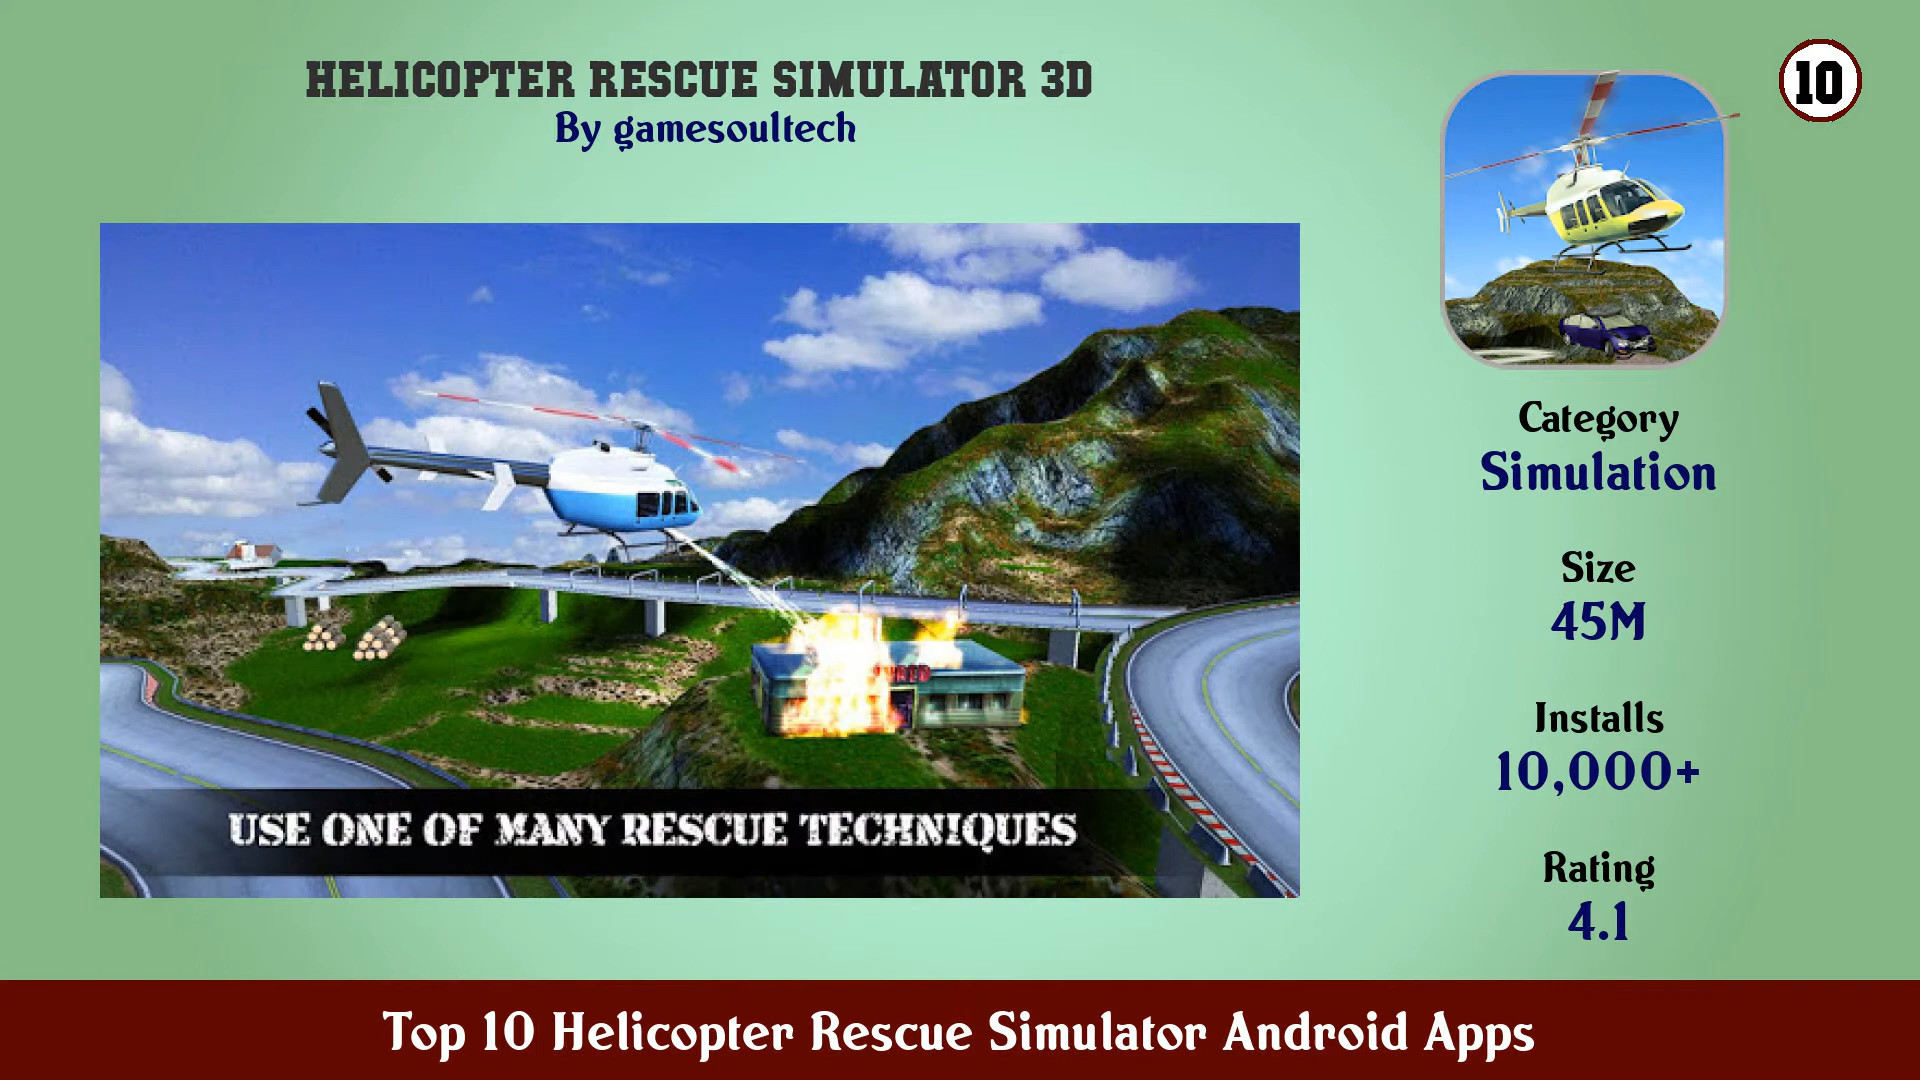 HELICOPTER RESCUE SIMULATOR 3D
By gamesoultech
10
Category
Simulation
Size
45M
Installs
10,000+
Rating
4.1
USE ONE OF MANY RESCUE TECHNIQUES
Top 10 Helicopter Rescue Simulator Android Apps